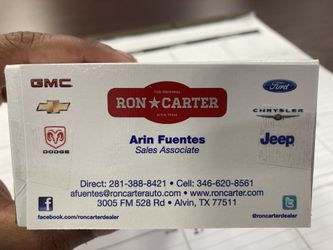 GMC
THE ORIGINAL
RON★CARTER
ALVIN, TEXAS
Ford
CHRYSLER
DODGE
Jeep
Arin Fuentes
Sales Associate
Direct: 281-388-8421 • Cell: 346-620-8561
afuentes@roncarterauto.com • www.roncarter.com
3005 FM 528 Rd • Alvin, TX 77511
facebook.com/roncarterdealer
@roncarterdealer